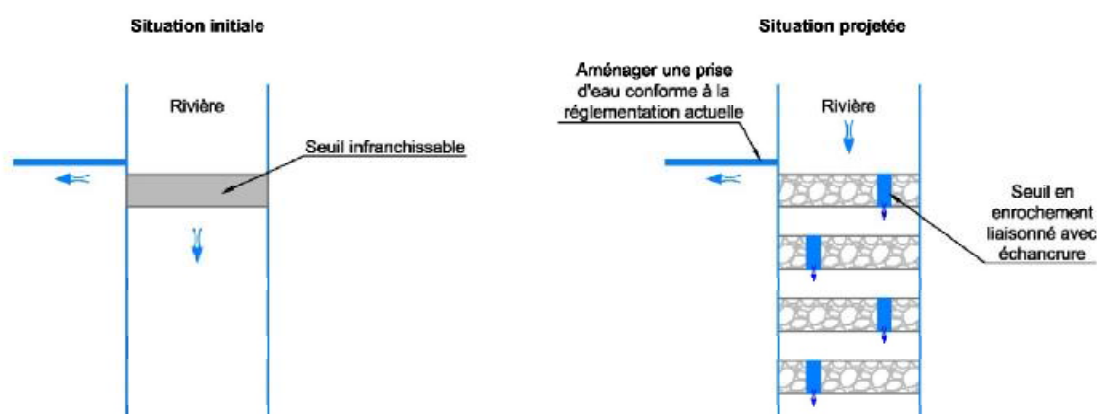 Situation initiale
Rivière
Seuil infranchissable
Situation projetée
Aménager une prise
d'eau conforme à la
réglementation actuelle
Rivière
Seuil en
enrochement
liaisonné avec
échancrure